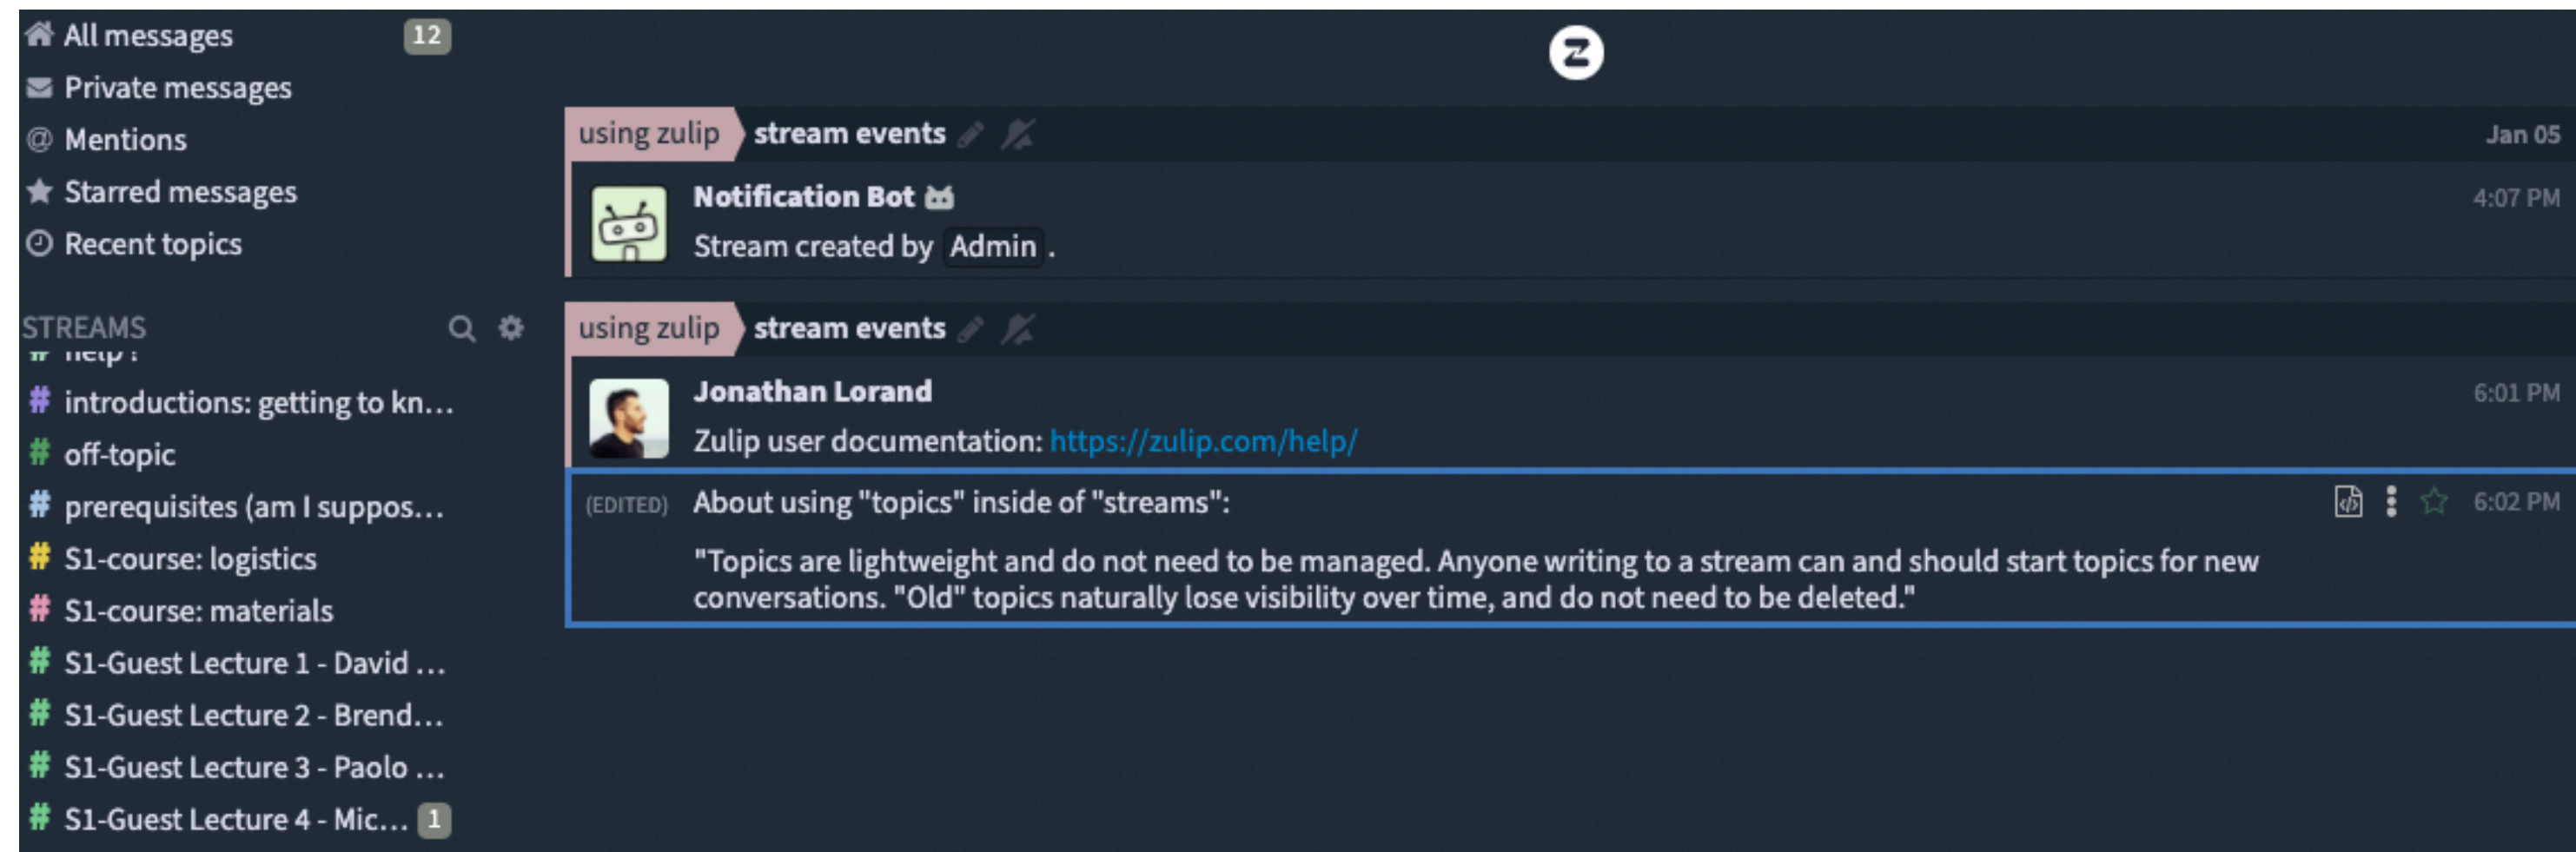 All messages 12
Private messages
@ Mentions
Starred messages
Recent topics
STREAMS
# help !
# introductions: getting to kn...
# off-topic
# prerequisites (am I suppos...
# S1-course: logistics
# S1-course: materials
# S1-Guest Lecture 1 - David ...
# S1-Guest Lecture 2 - Brend...
# S1-Guest Lecture 3 - Paolo ...
# S1-Guest Lecture 4 - Mic... 1
Z
using zulip stream events Jan 05
Notification Bot 4:07 PM
Stream created by Admin .
using zulip stream events
Jonathan Lorand 6:01 PM
Zulip user documentation: https://zulip.com/help/
(EDITED) About using "topics" inside of "streams": 6:02 PM
"Topics are lightweight and do not need to be managed. Anyone writing to a stream can and should start topics for new
conversations. "Old" topics naturally lose visibility over time, and do not need to be deleted."